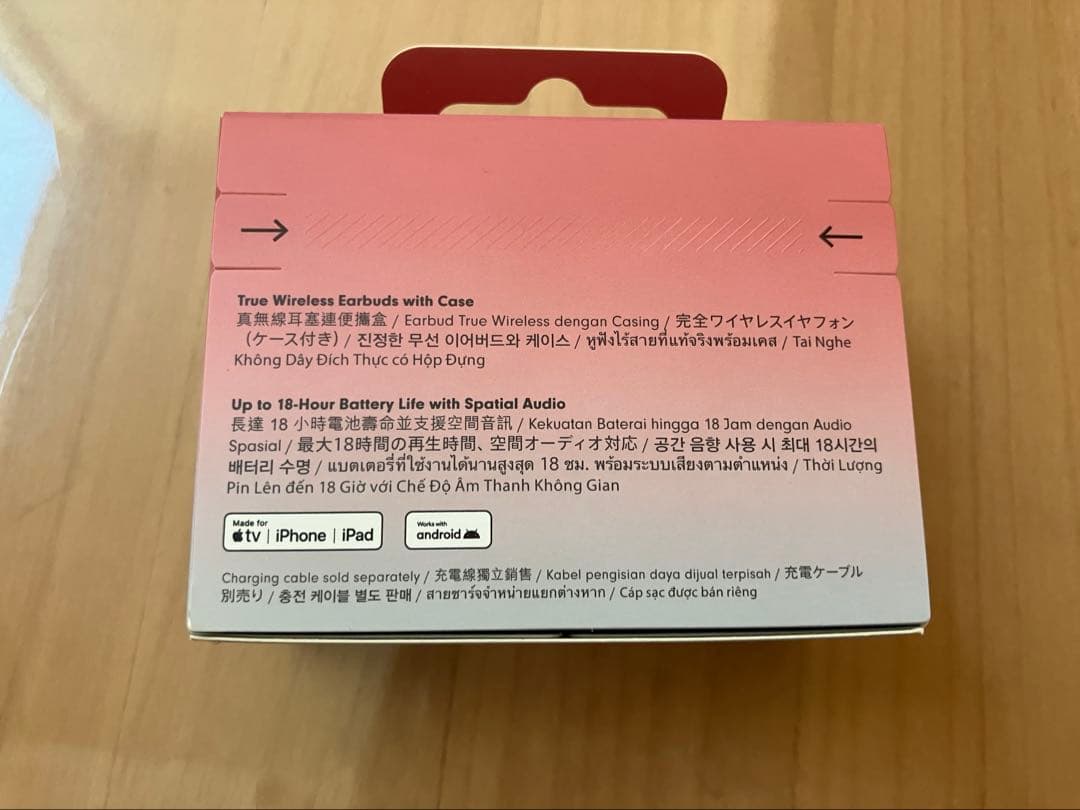 True Wireless Earbuds with Case
真無線耳塞連便攜盒 / Earbud True Wireless dengan Casing / 完全ワイヤレスイヤフォン
（ケース付き） / 진정한 무선 이어버드와 케이스 / หูฟังไร้สายที่แท้จริงพร้อมเคส / Tai Nghe
Không Dây Đích Thực có Hộp Đựng
Up to 18-Hour Battery Life with Spatial Audio
長達 18 小時電池壽命並支援空間音訊 / Kekuatan Baterai hingga 18 Jam dengan Audio
Spasial / 最大18時間の再生時間、空間オーディオ対応 / 공간 음향 사용 시 최대 18시간의
배터리 수명 / แบตเตอรี่ที่ใช้งานได้นานสูงสุด 18 ชม. พร้อมระบบเสียงตามตำแหน่ง / Thời Lượng
Pin Lên đến 18 Giờ với Chế Độ Âm Thanh Không Gian
Made for
tv | iPhone | iPad
Works with
android
Charging cable sold separately / 充電線獨立銷售 / Kabel pengisian daya dijual terpisah / 充電ケーブル
別売り / 충전 케이블 별도 판매 / สายชาร์จจำหน่ายแยกต่างหาก / Cáp sạc được bán riêng